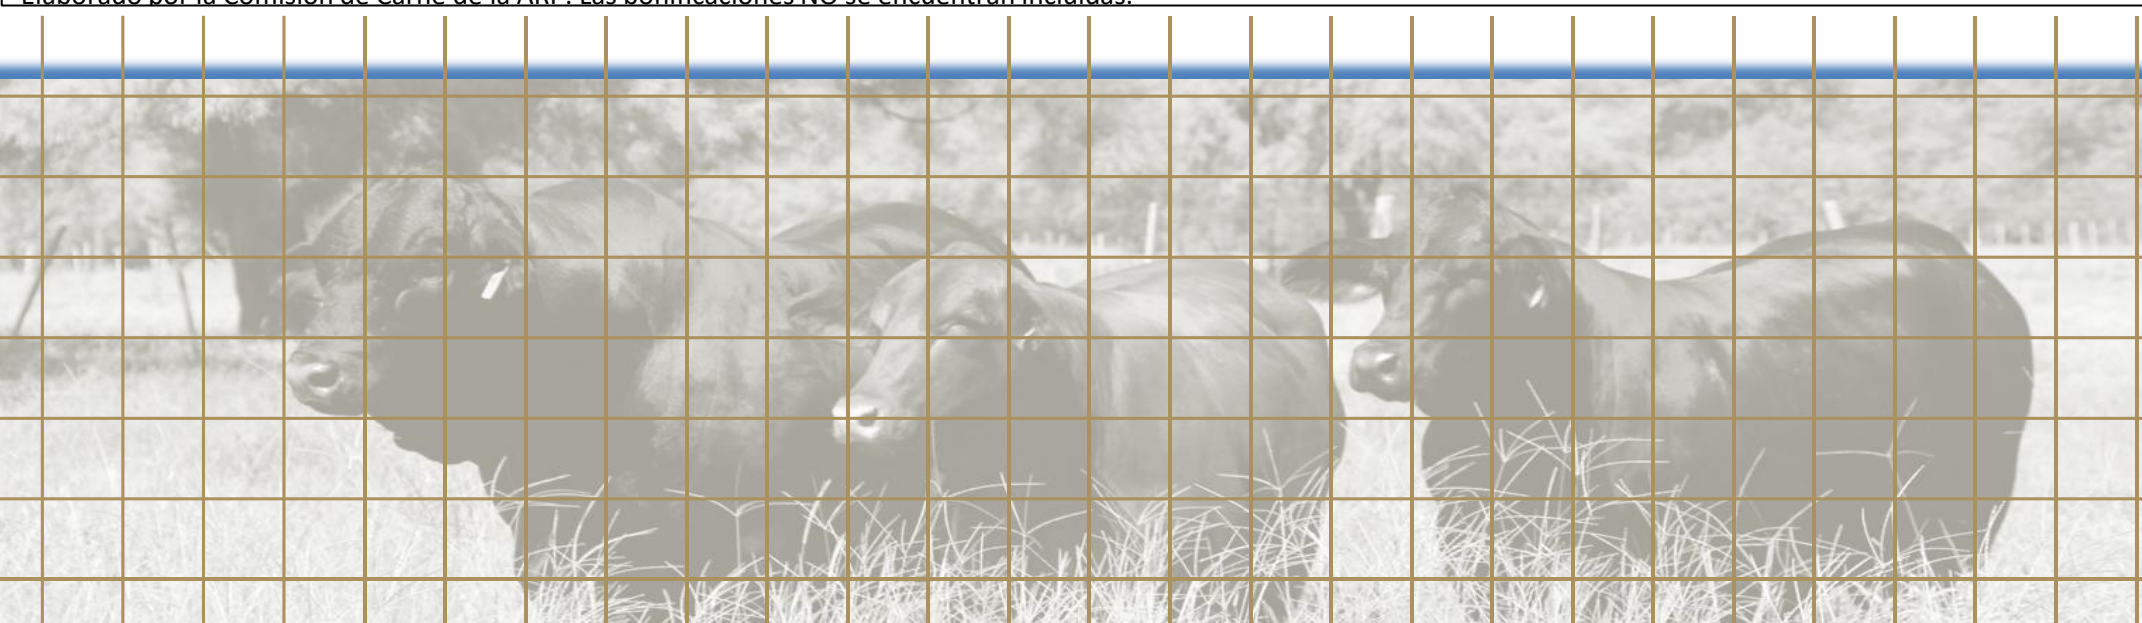 Elaborado por la Comisión de Carne de la ARP. Las bonificaciones NO se encuentran incluidas.